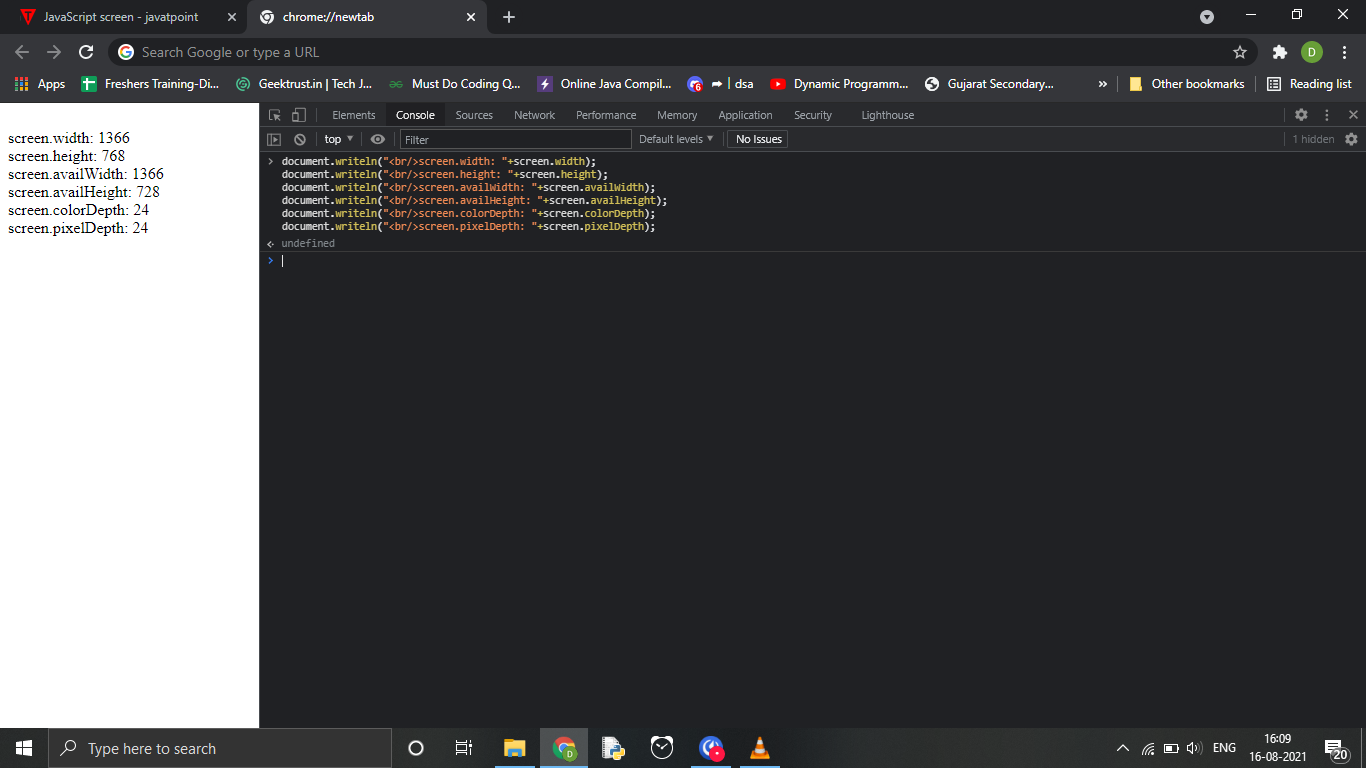 JavaScript screen - javatpoint
chrome://newtab
Search Google or type a URL
D
Apps
Freshers Training-Di...
Geektrust.in | Tech J...
Must Do Coding Q...
Online Java Compil...
6
➡ | dsa
Dynamic Programm...
Gujarat Secondary...
»
Other bookmarks
Reading list
screen.width: 1366
screen.height: 768
screen.availWidth: 1366
screen.availHeight: 728
screen.colorDepth: 24
screen.pixelDepth: 24
Elements Console Sources Network Performance Memory Application Security Lighthouse
top Filter Default levels No Issues 1 hidden
document.writeln("<br/>screen.width: "+screen.width);
document.writeln("<br/>screen.height: "+screen.height);
document.writeln("<br/>screen.availWidth: "+screen.availWidth);
document.writeln("<br/>screen.availHeight: "+screen.availHeight);
document.writeln("<br/>screen.colorDepth: "+screen.colorDepth);
document.writeln("<br/>screen.pixelDepth: "+screen.pixelDepth);
undefined
Type here to search
D
ENG
16:09
16-08-2021
20